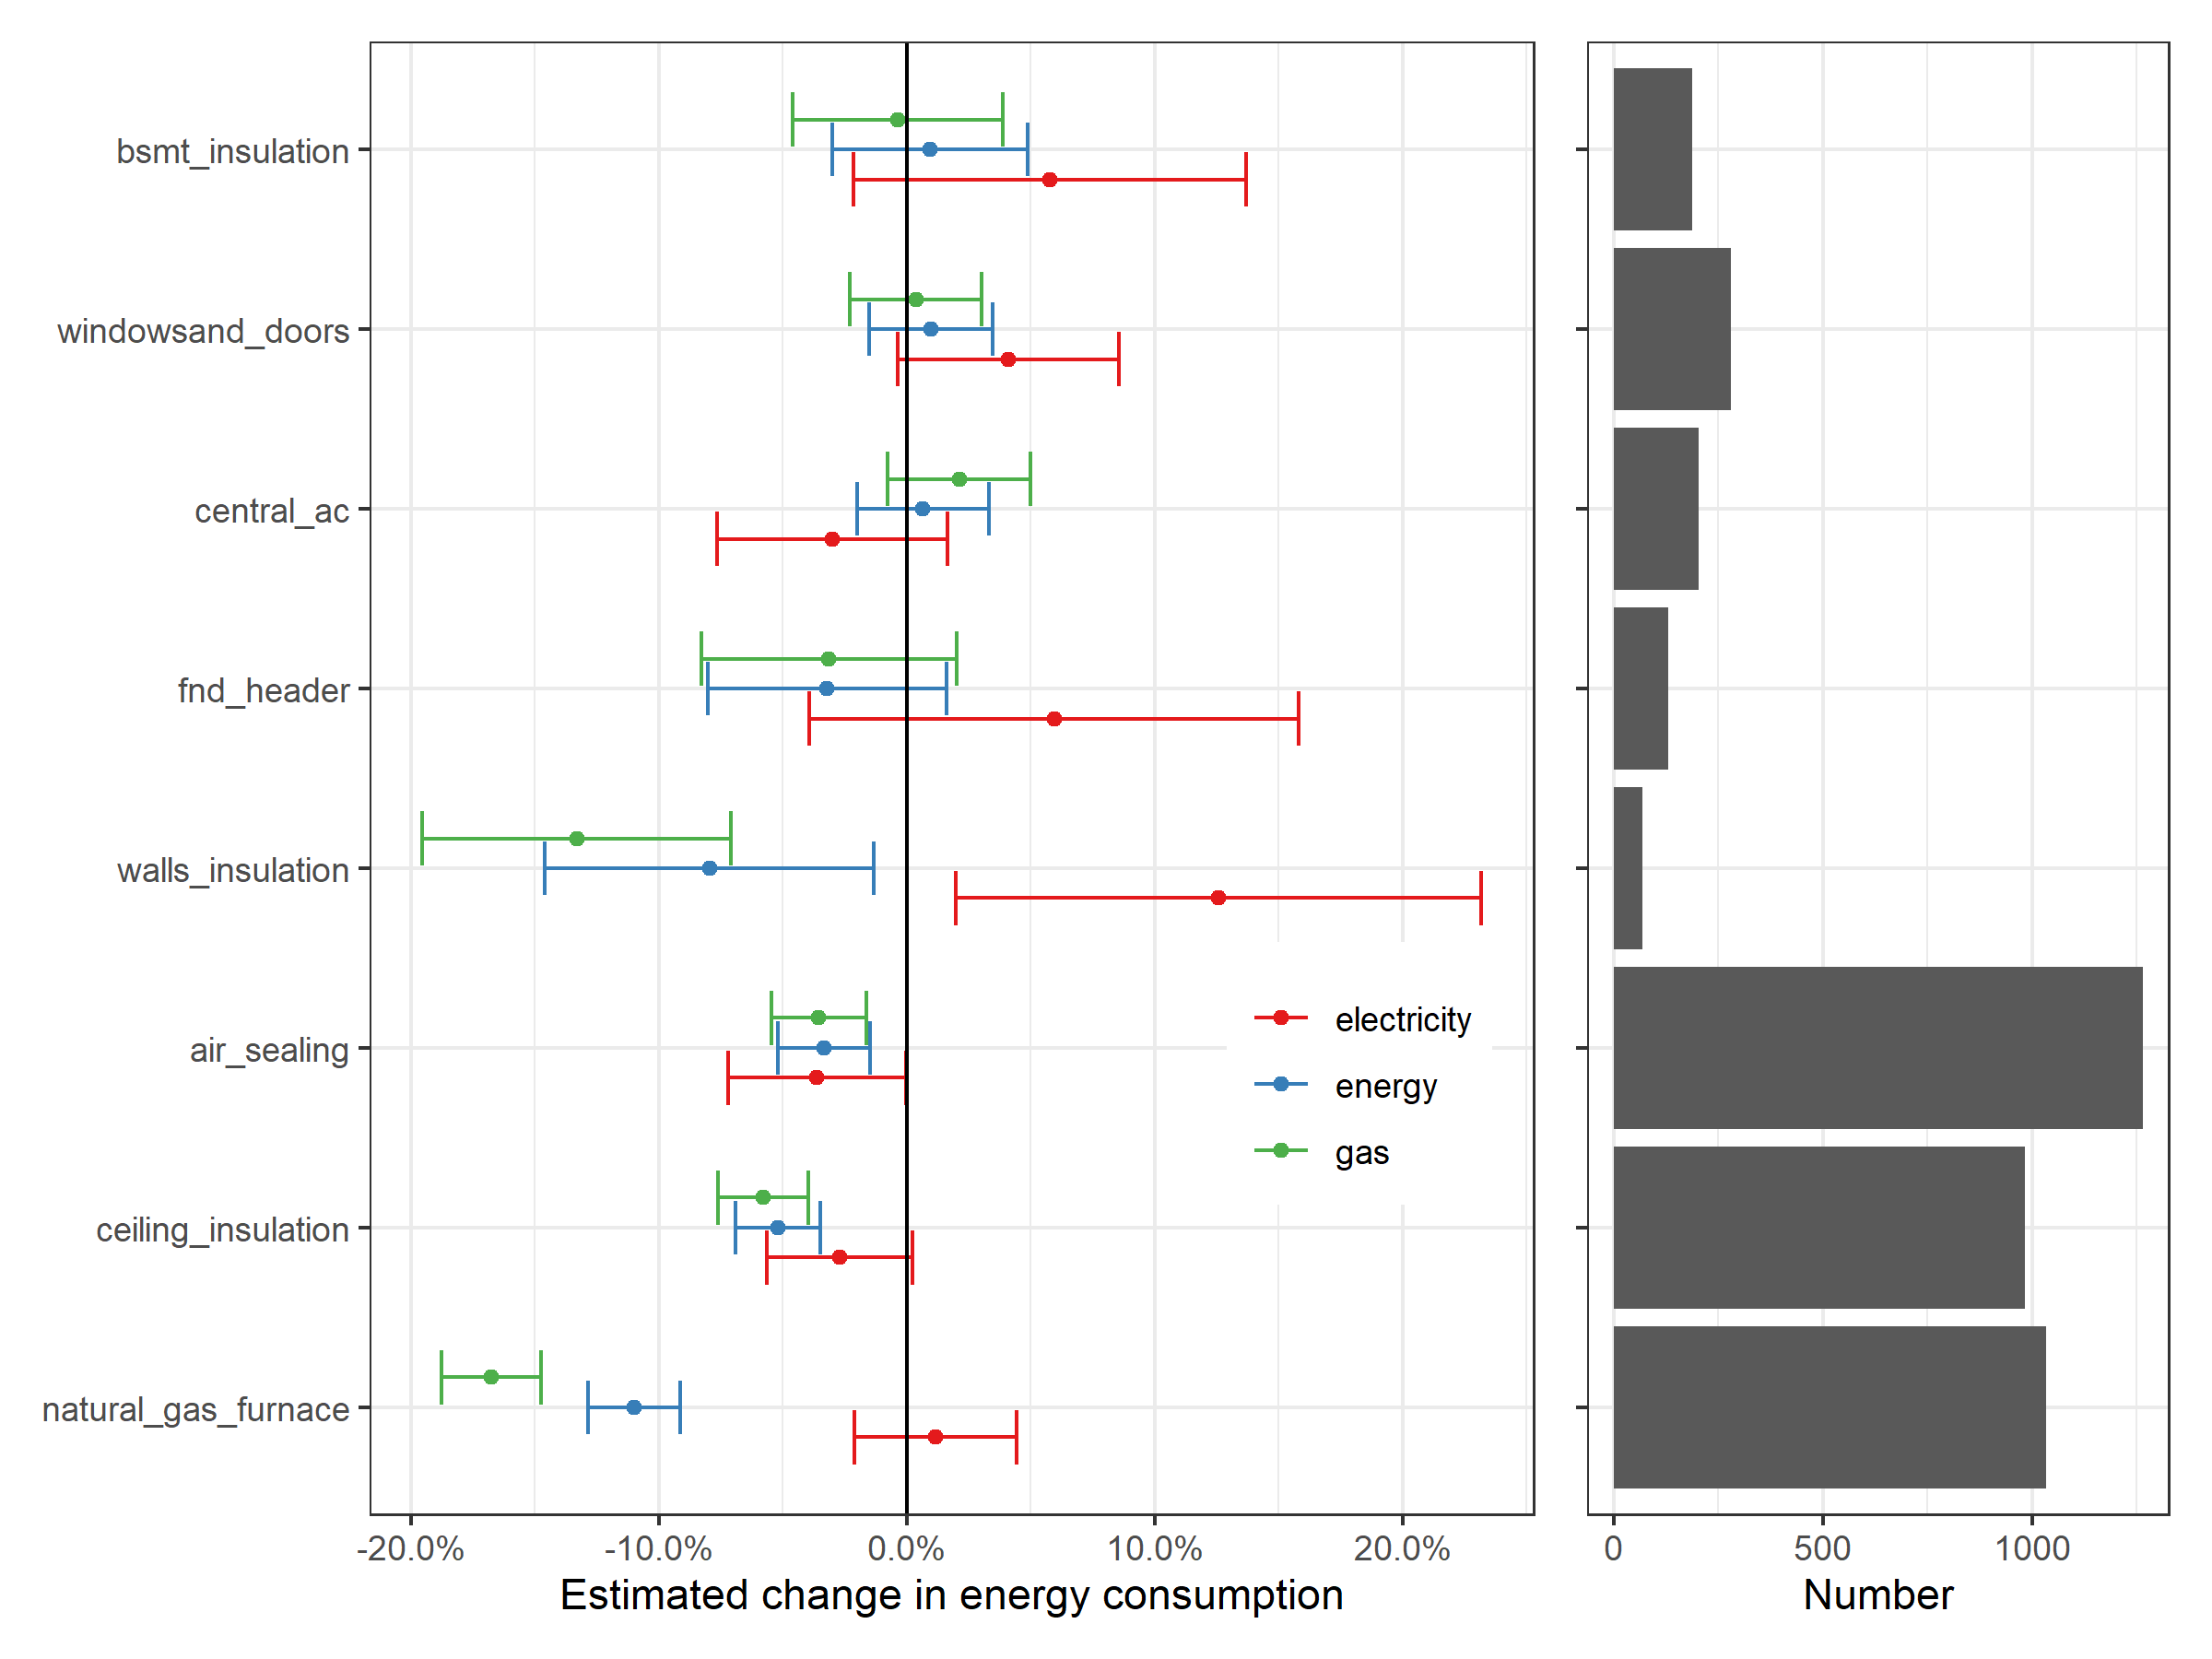 bsmt_insulation
windowsand_doors
central_ac
fnd_header
walls_insulation
air_sealing
ceiling_insulation
natural_gas_furnace
electricity
energy
gas
-20.0% -10.0% 0.0% 10.0% 20.0%
Estimated change in energy consumption
0 500 1000
Number